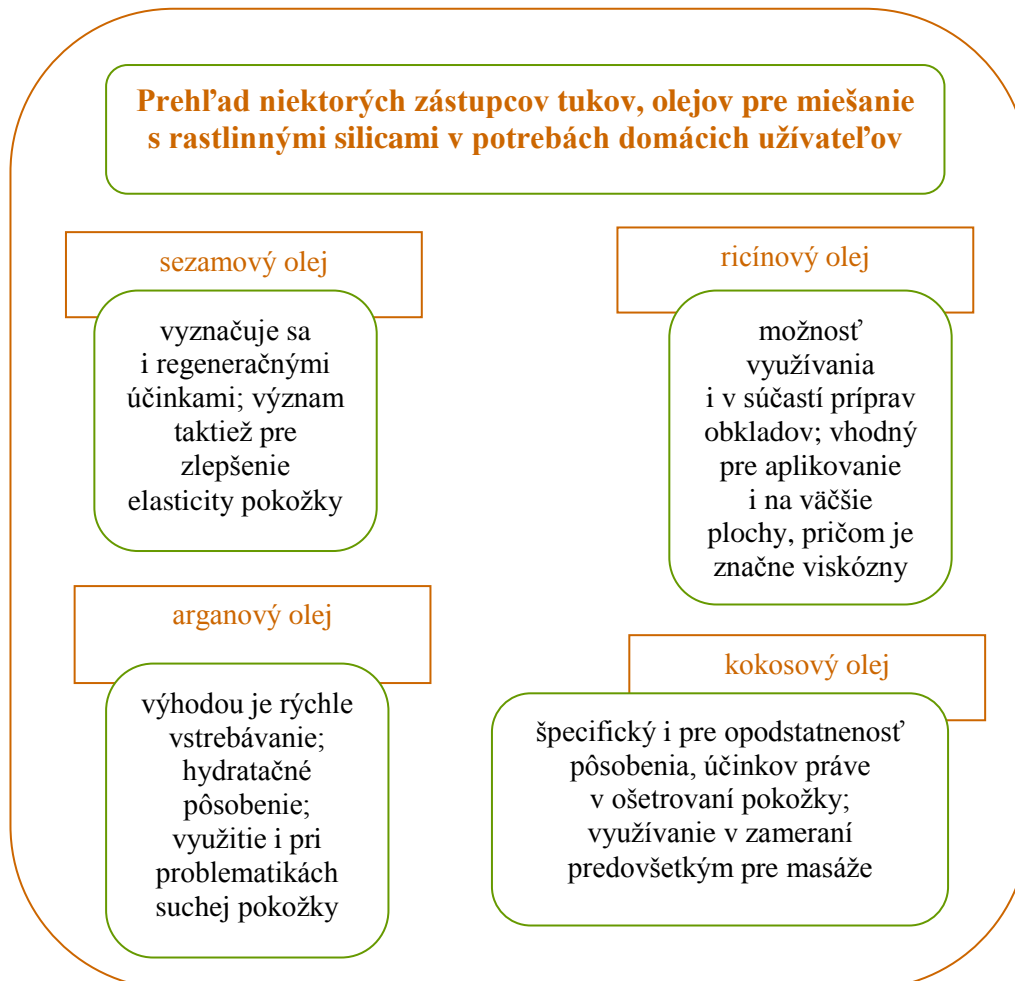 Prehľad niektorých zástupcov tukov, olejov pre miešanie
s rastlinnými silicami v potrebách domácich užívateľov
sezamový olej
vyznačuje sa
i regeneračnými
účinkami; význam
taktiež pre
zlepšenie
elasticity pokožky
ricínový olej
možnosť
využívania
i v súčastí príprav
obkladov; vhodný
pre aplikovanie
i na väčšie
plochy, pričom je
značne viskózny
arganový olej
výhodou je rýchle
vstrebávanie;
hydratačné
pôsobenie;
využitie i pri
problematikách
suchej pokožky
kokosový olej
špecifický i pre opodstatnenosť
pôsobenia, účinkov práve
v ošetrovaní pokožky;
využívanie v zameraní
predovšetkým pre masáže